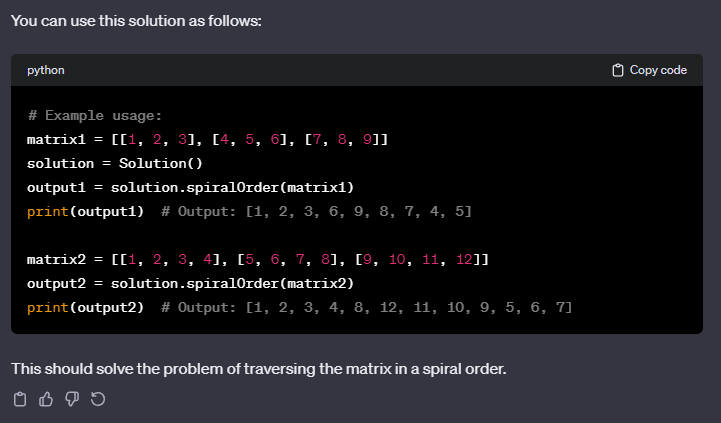 You can use this solution as follows:
python
Copy code
# Example usage:
matrix1 = [[1, 2, 3], [4, 5, 6], [7, 8, 9]]
solution = Solution()
output1 = solution.spiralOrder(matrix1)
print(output1)  # Output: [1, 2, 3, 6, 9, 8, 7, 4, 5]
matrix2 = [[1, 2, 3, 4], [5, 6, 7, 8], [9, 10, 11, 12]]
output2 = solution.spiralOrder(matrix2)
print(output2)  # Output: [1, 2, 3, 4, 8, 12, 11, 10, 9, 5, 6, 7]
This should solve the problem of traversing the matrix in a spiral order.